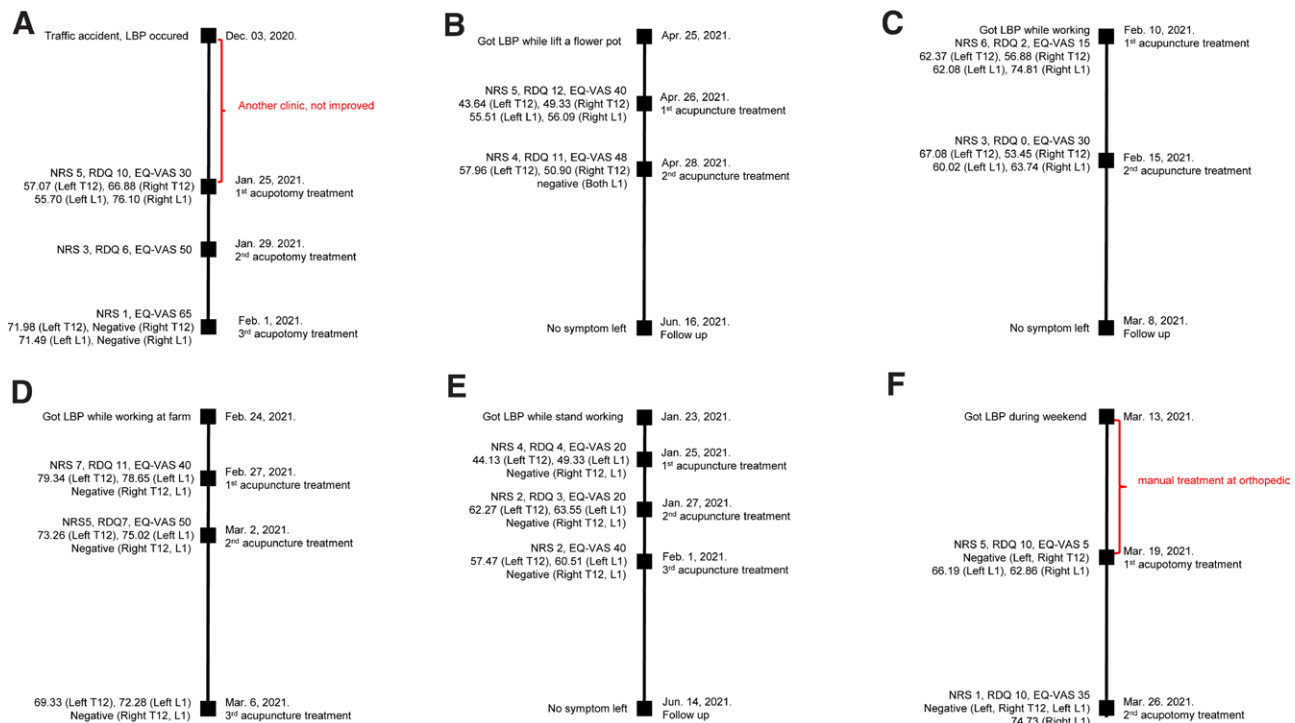 A
Traffic accident, LBP occured
Dec. 03, 2020.
Another clinic, not improved
NRS 5, RDQ 10, EQ-VAS 30
57.07 (Left T12), 66.88 (Right T12)
55.70 (Left L1), 76.10 (Right L1)
Jan. 25, 2021.
1st acupotomy treatment
NRS 3, RDQ 6, EQ-VAS 50
Jan. 29. 2021.
2nd acupotomy treatment
NRS 1, EQ-VAS 65
71.98 (Left T12), Negative (Right T12)
71.49 (Left L1), Negative (Right L1)
Feb. 1, 2021.
3rd acupotomy treatment
B
Got LBP while lift a flower pot
Apr. 25, 2021.
NRS 5, RDQ 12, EQ-VAS 40
43.64 (Left T12), 49.33 (Right T12)
55.51 (Left L1), 56.09 (Right L1)
Apr. 26, 2021.
1st acupuncture treatment
NRS 4, RDQ 11, EQ-VAS 48
57.96 (Left T12), 50.90 (Right T12)
negative (Both L1)
Apr. 28, 2021.
2nd acupuncture treatment
No symptom left
Jun. 16, 2021.
Follow up
C
Got LBP while working
NRS 6, RDQ 2, EQ-VAS 15
62.37 (Left T12), 56.88 (Right T12)
62.08 (Left L1), 74.81 (Right L1)
Feb. 10, 2021.
1st acupuncture treatment
NRS 3, RDQ 0, EQ-VAS 30
67.08 (Left T12), 53.45 (Right T12)
60.02 (Left L1), 63.74 (Right L1)
Feb. 15, 2021.
2nd acupuncture treatment
No symptom left
Mar. 8, 2021.
Follow up
D
Got LBP while working at farm
Feb. 24, 2021.
NRS 7, RDQ 11, EQ-VAS 40
79.34 (Left T12), 78.65 (Left L1)
Negative (Right T12, L1)
Feb. 27, 2021.
1st acupuncture treatment
NRS5, RDQ7, EQ-VAS 50
73.26 (Left T12), 75.02 (Left L1)
Negative (Right T12, L1)
Mar. 2, 2021.
2nd acupuncture treatment
69.33 (Left T12), 72.28 (Left L1)
Negative (Right T12, L1)
Mar. 6, 2021.
3rd acupuncture treatment
E
Got LBP while stand working
Jan. 23, 2021.
NRS 4, RDQ 4, EQ-VAS 20
44.13 (Left T12), 49.33 (Left L1)
Negative (Right T12, L1)
Jan. 25, 2021.
1st acupuncture treatment
NRS 2, RDQ 3, EQ-VAS 20
62.27 (Left T12), 63.55 (Left L1)
Negative (Right T12, L1)
Jan. 27, 2021.
2nd acupuncture treatment
NRS 2, EQ-VAS 40
57.47 (Left T12), 60.51 (Left L1)
Negative (Right T12, L1)
Feb. 1, 2021.
3rd acupuncture treatment
No symptom left
Jun. 14, 2021.
Follow up
F
Got LBP during weekend
Mar. 13, 2021.
manual treatment at orthopedic
NRS 5, RDQ 10, EQ-VAS 5
Negative (Left, Right T12)
66.19 (Left L1), 62.86 (Right L1)
Mar. 19, 2021.
1st acupotomy treatment
NRS 1, RDQ 10, EQ-VAS 35
Negative (Left, Right T12, Left L1)
74.73 (Right L1)
Mar. 26. 2021.
2nd acupotomy treatment